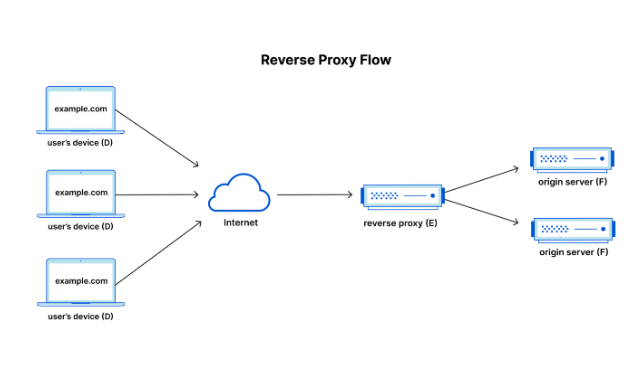 Reverse Proxy Flow
example.com
user's device (D)
example.com
user's device (D)
example.com
user's device (D)
Internet
reverse proxy (E)
origin server (F)
origin server (F)